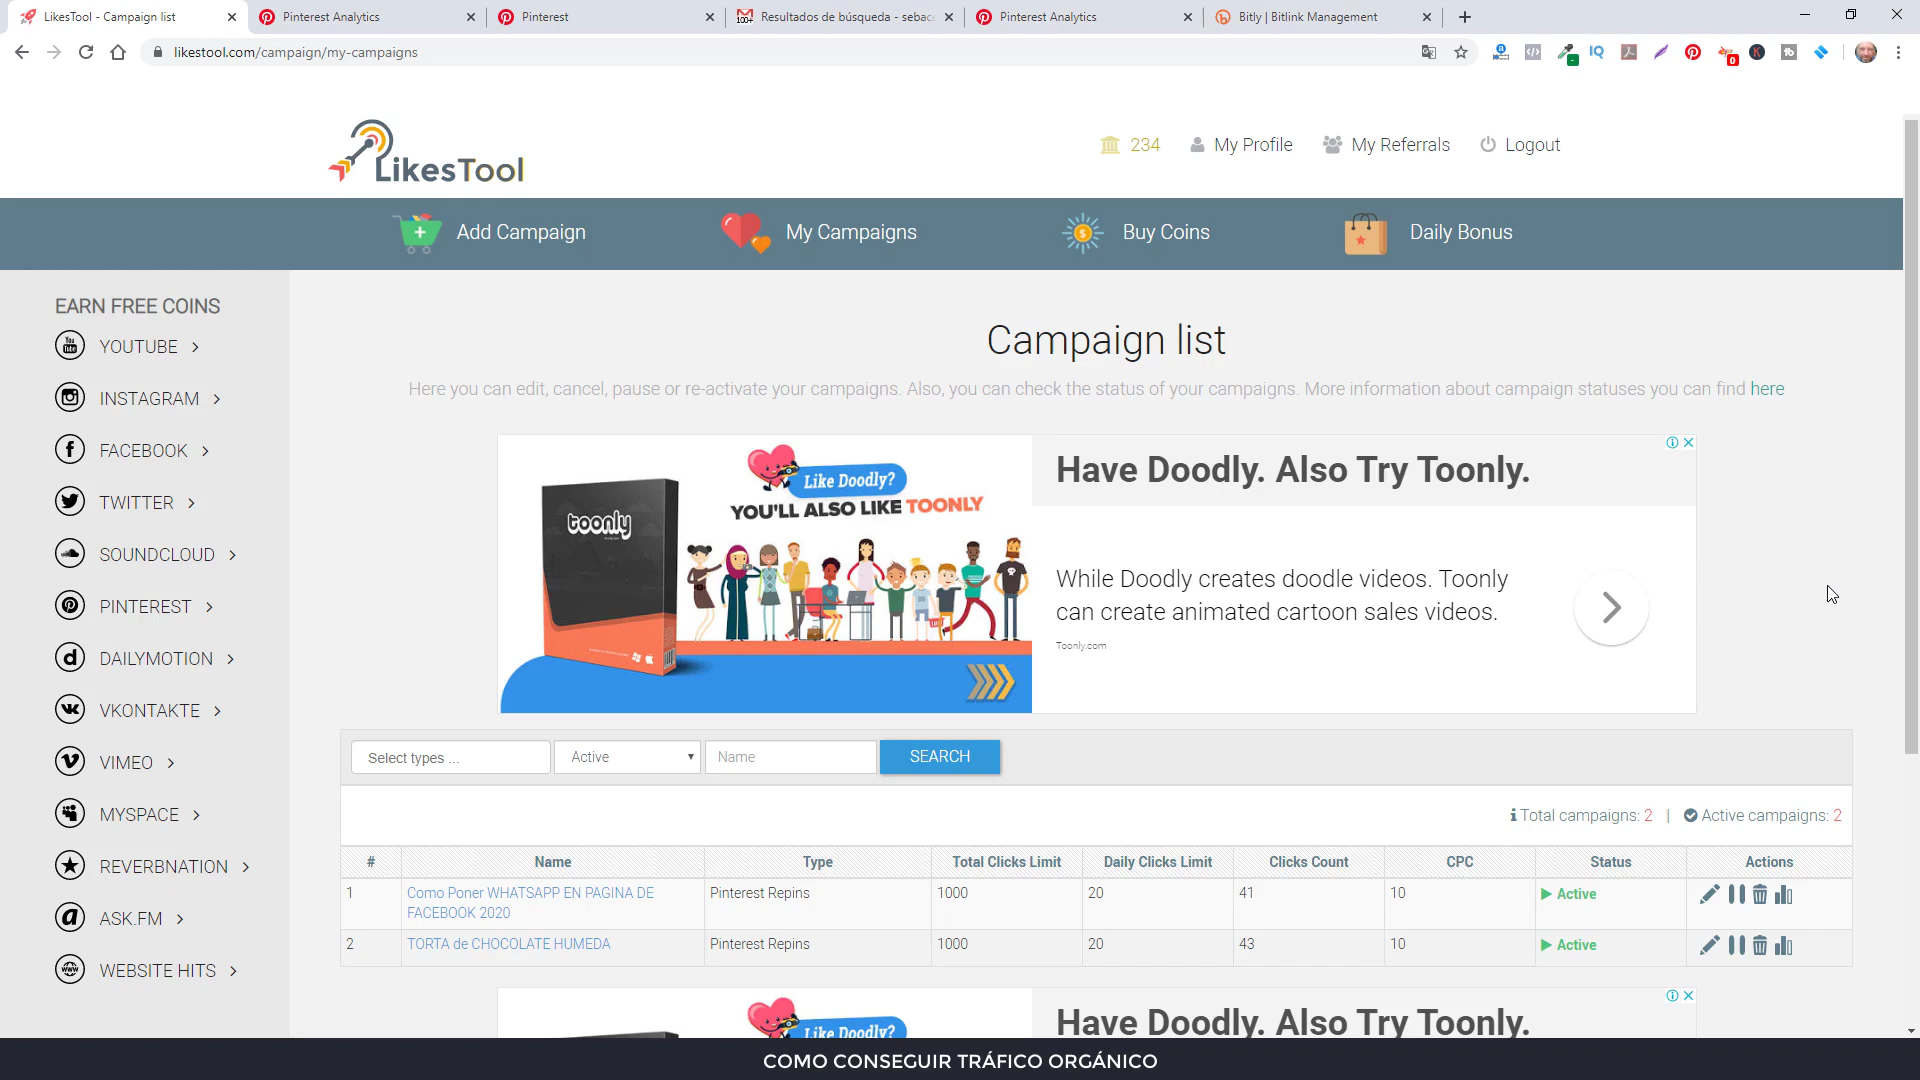 LikesTool - Campaign list
Pinterest Analytics
Pinterest
Resultados de búsqueda - sebac
Pinterest Analytics
Bitly | Bitlink Management
likestool.com/campaign/my-campaigns
LikesTool
234
My Profile
My Referrals
Logout
Add Campaign
My Campaigns
Buy Coins
Daily Bonus
EARN FREE COINS
YOUTUBE
INSTAGRAM
FACEBOOK
TWITTER
SOUNDCLOUD
PINTEREST
DAILYMOTION
VKONTAKTE
VIMEO
MYSPACE
REVERBNATION
ASK.FM
WEBSITE HITS
Campaign list
Here you can edit, cancel, pause or re-activate your campaigns. Also, you can check the status of your campaigns. More information about campaign statuses you can find here
toonly
Like Doodly?
YOU'LL ALSO LIKE TOONLY
Have Doodly. Also Try Toonly.
While Doodly creates doodle videos. Toonly
can create animated cartoon sales videos.
Toonly.com
Select types ...
Active
Name
SEARCH
Total campaigns: 2 | Active campaigns: 2
# Name Type Total Clicks Limit Daily Clicks Limit Clicks Count CPC Status Actions
1 Como Poner WHATSAPP EN PAGINA DE FACEBOOK 2020 Pinterest Repins 1000 20 41 10 Active
2 TORTA de CHOCOLATE HUMEDA Pinterest Repins 1000 20 43 10 Active
Like Doodly?
Have Doodly. Also Try Toonly.
COMO CONSEGUIR TRÁFICO ORGÁNICO